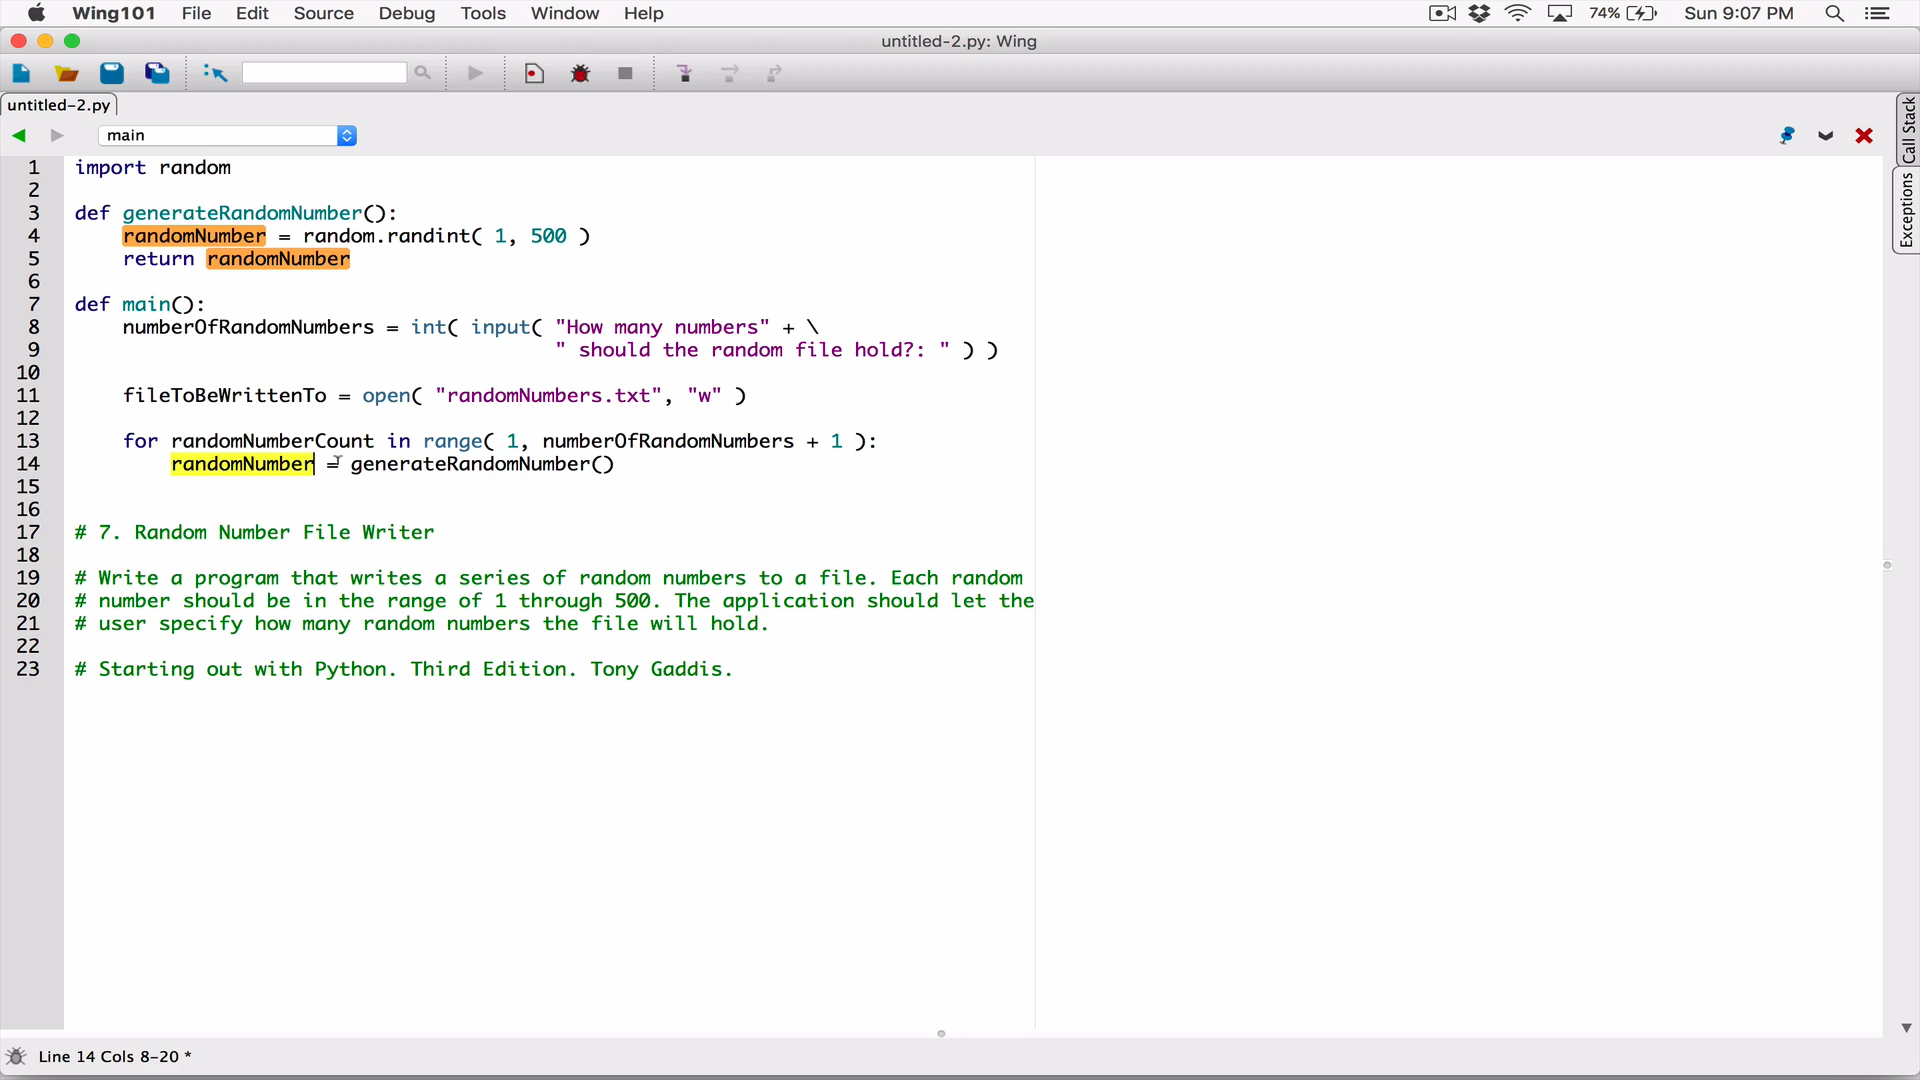 Wing101 File Edit Source Debug Tools Window Help 74% Sun 9:07 PM
untitled-2.py: Wing
untitled-2.py
main
1 import random
2
3 def generateRandomNumber():
4 randomNumber = random.randint( 1, 500 )
5 return randomNumber
6
7 def main():
8 numberOfRandomNumbers = int( input( "How many numbers" + \
9 " should the random file hold?: " ) )
10
11 fileToBeWrittenTo = open( "randomNumbers.txt", "w" )
12
13 for randomNumberCount in range( 1, numberOfRandomNumbers + 1 ):
14 randomNumber = generateRandomNumber()
15
16
17 # 7. Random Number File Writer
18
19 # Write a program that writes a series of random numbers to a file. Each random
20 # number should be in the range of 1 through 500. The application should let the
21 # user specify how many random numbers the file will hold.
22
23 # Starting out with Python. Third Edition. Tony Gaddis.
Call Stack
Exceptions
Line 14 Cols 8-20 *